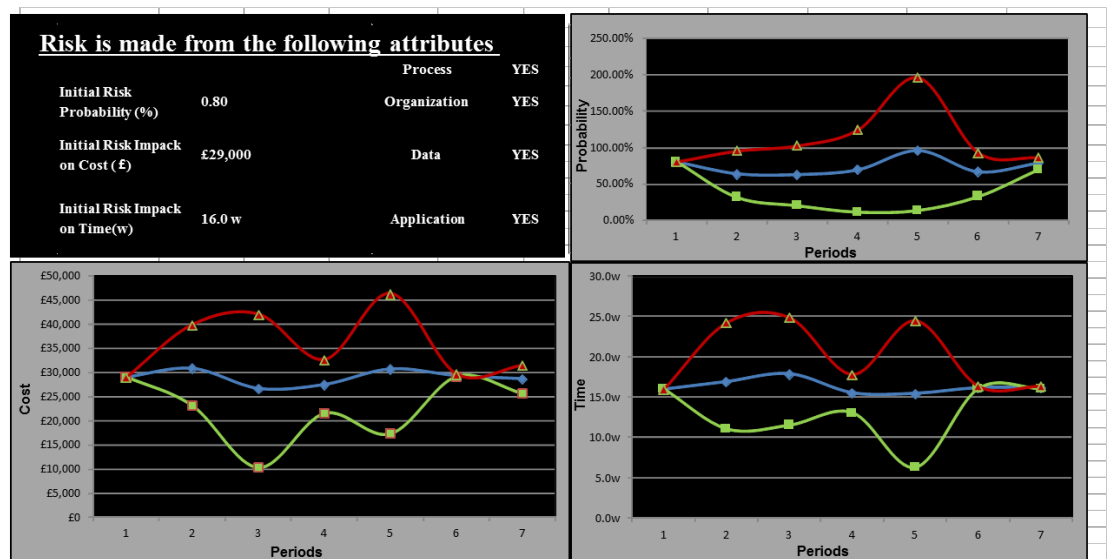 Risk is made from the following attributes
Process YES
Initial Risk
Probability (%) 0.80 Organization YES
Initial Risk Impack
on Cost (£) £29,000 Data YES
Initial Risk Impack
on Time(w) 16.0 w Application YES
250.00%
200.00%
150.00%
100.00%
50.00%
0.00%
Probability
1 2 3 4 5 6 7
Periods
£50,000
£45,000
£40,000
£35,000
£30,000
£25,000
£20,000
£15,000
£10,000
£5,000
£0
Cost
1 2 3 4 5 6 7
Periods
30.0w
25.0w
20.0w
15.0w
10.0w
5.0w
0.0w
Time
1 2 3 4 5 6 7
Periods